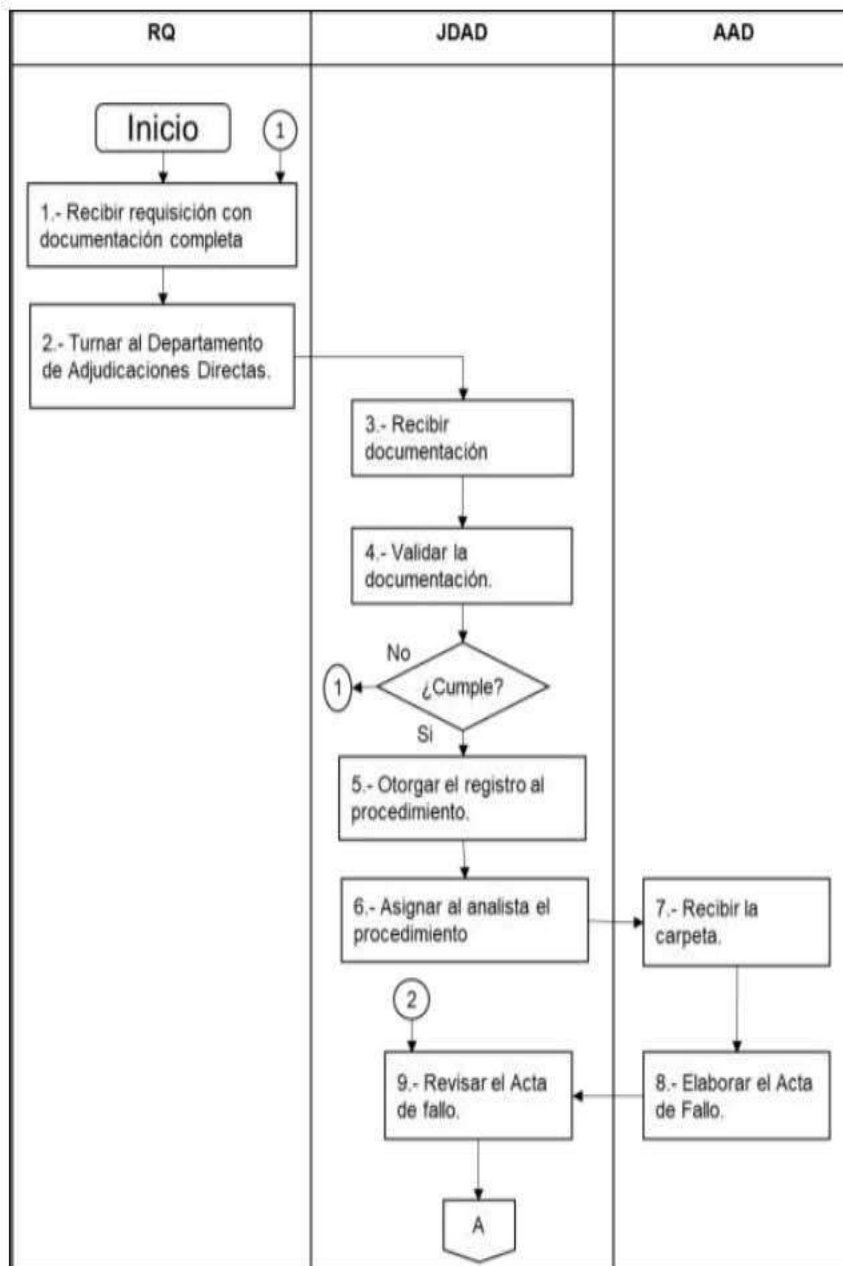 RQ
JDAD
AAD
Inicio
1
1.- Recibir requisición con
documentación completa
2.- Turnar al Departamento
de Adjudicaciones Directas.
3.- Recibir
documentación
4.- Validar la
documentación.
No
1
¿Cumple?
Si
5.- Otorgar el registro al
procedimiento.
6.- Asignar al analista el
procedimiento
7.- Recibir la
carpeta.
2
9.- Revisar el Acta
de fallo.
8.- Elaborar el Acta
de Fallo.
A